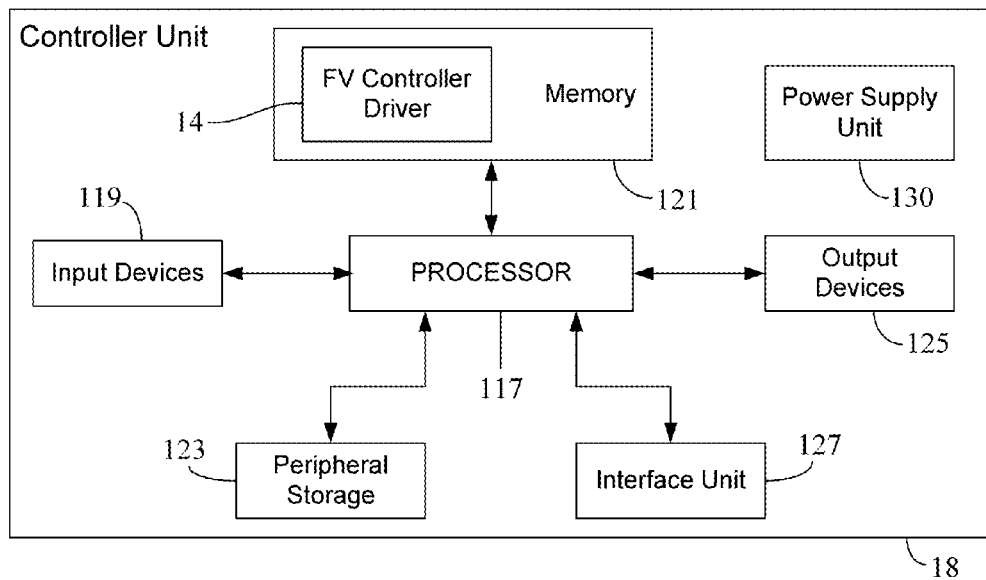 Controller Unit
FV Controller
Driver
Memory
Power Supply
Unit
14
121
130
119
Input Devices
PROCESSOR
Output
Devices
125
117
123
Peripheral
Storage
127
Interface Unit
18